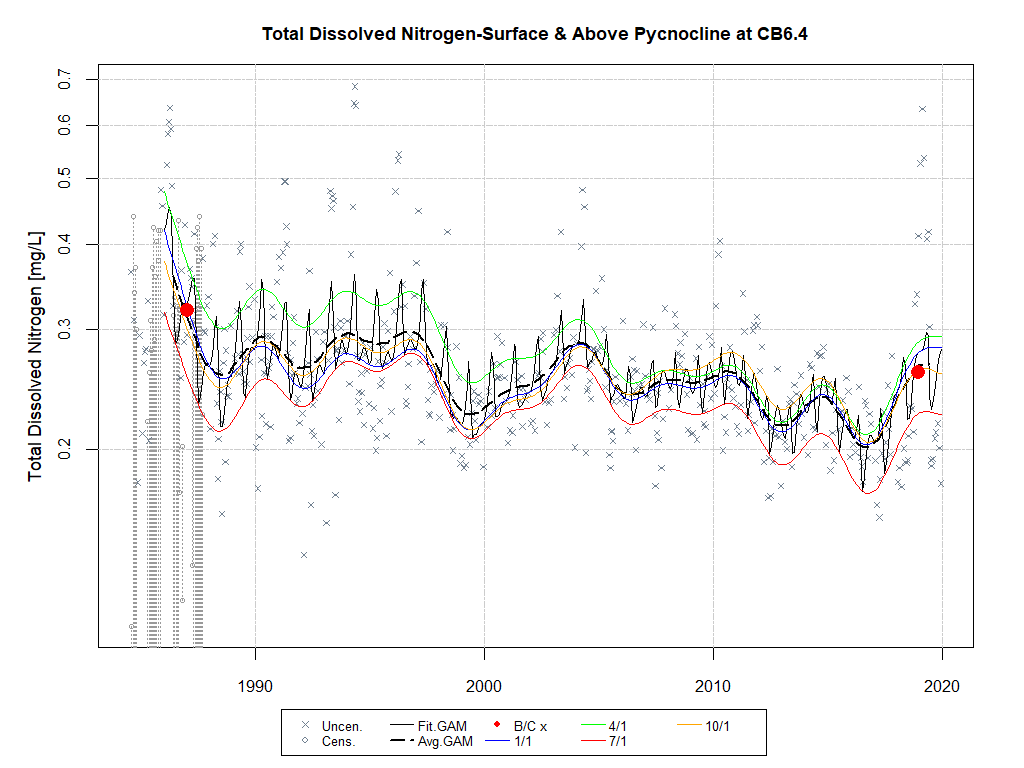 Total Dissolved Nitrogen-Surface & Above Pycnocline at CB6.4
Total Dissolved Nitrogen [mg/L]
0.7
0.6
0.5
0.4
0.3
0.2
1990 2000 2010 2020
Uncen. Fit.GAM B/C x 4/1 10/1
Cens. Avg.GAM 1/1 7/1